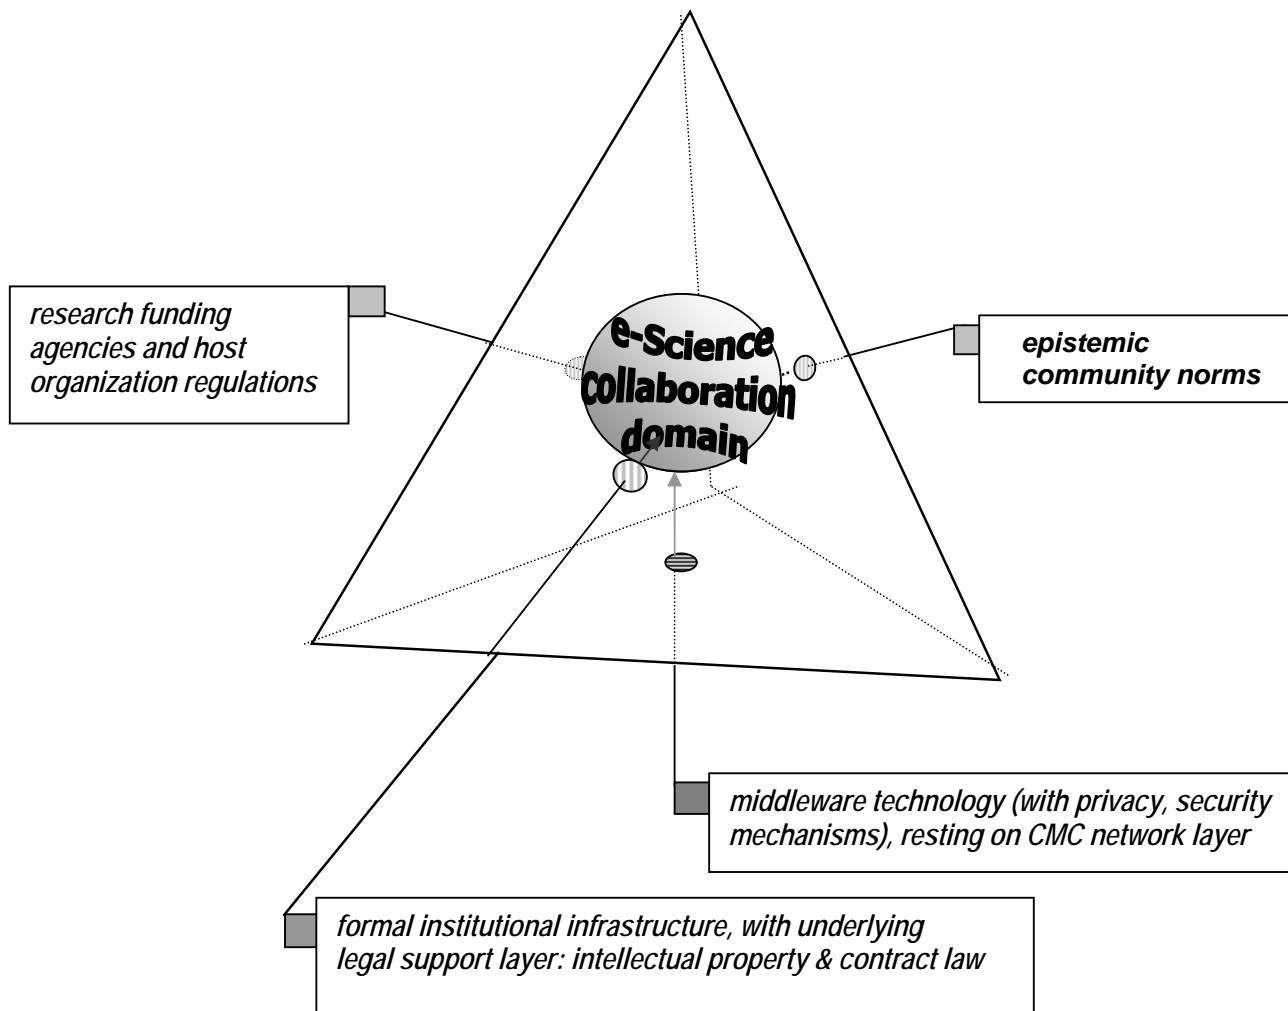 research funding
agencies and host
organization regulations
e-Science
collaboration
domain
epistemic
community norms
middleware technology (with privacy, security
mechanisms), resting on CMC network layer
formal institutional infrastructure, with underlying
legal support layer: intellectual property & contract law